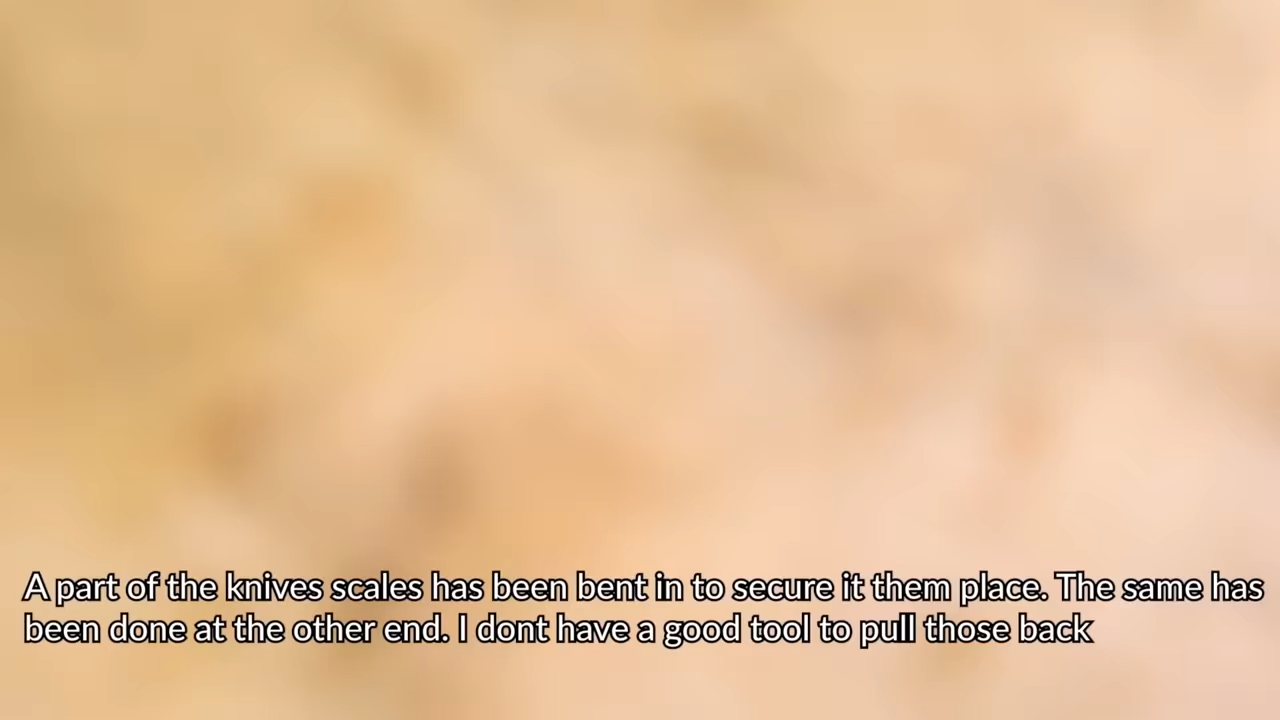 A part of the knives scales has been bent in to secure it them place. The same has
been done at the other end. I dont have a good tool to pull those back